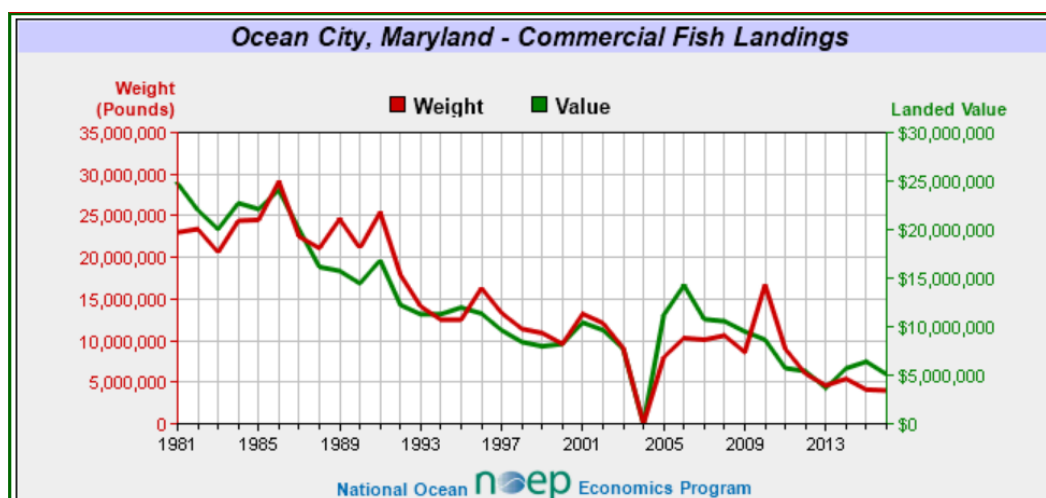 Ocean City, Maryland - Commercial Fish Landings
Weight
(Pounds)
Weight Value
Landed Value
35,000,000 $30,000,000
30,000,000
$25,000,000
25,000,000
$20,000,000
20,000,000
$15,000,000
15,000,000
$10,000,000
10,000,000
$5,000,000
5,000,000
0 $0
1981 1985 1989 1993 1997 2001 2005 2009 2013
National Ocean noep Economics Program